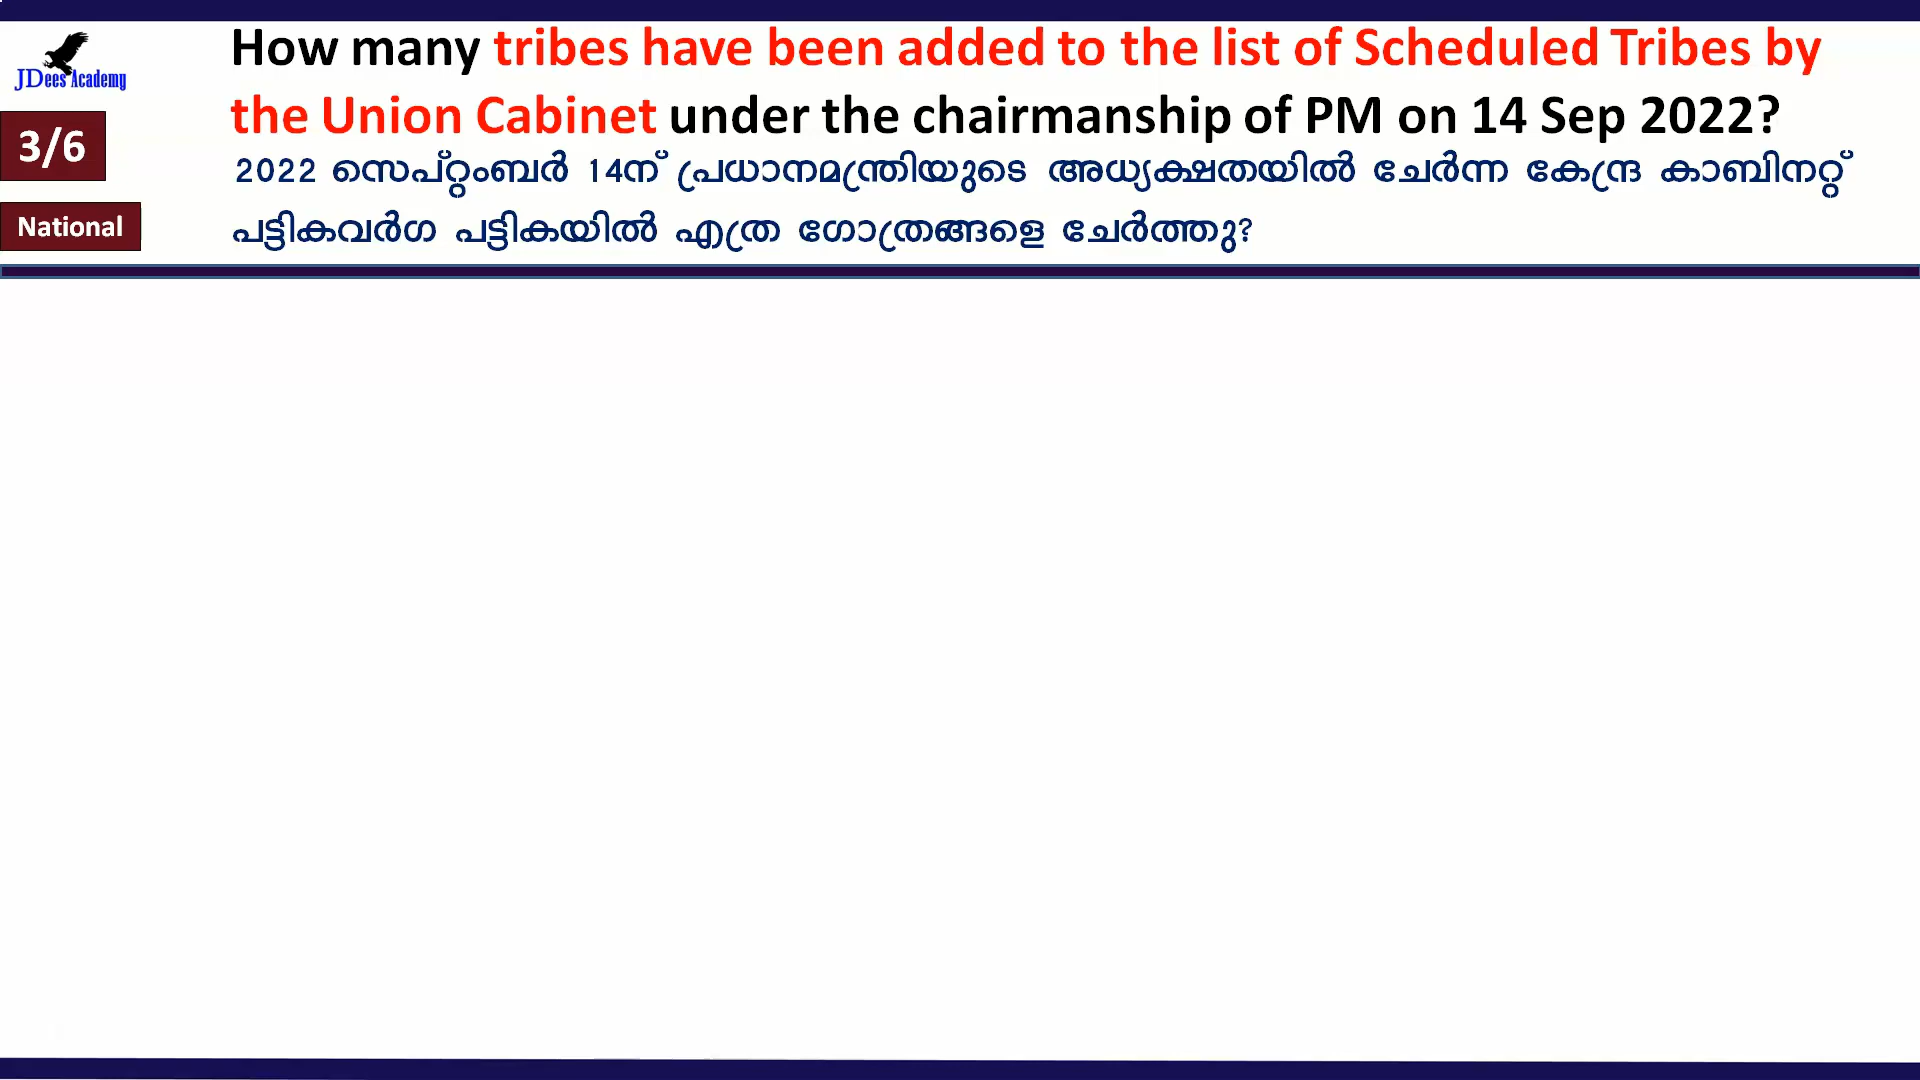 JDees Academy
How many tribes have been added to the list of Scheduled Tribes by
the Union Cabinet under the chairmanship of PM on 14 Sep 2022?
3/6
2022 സെപ്റ്റംബർ 14ന് പ്രധാനമന്ത്രിയുടെ അധ്യക്ഷതയിൽ ചേർന്ന കേന്ദ്ര കാബിനറ്റ്
National
പട്ടികവർഗ പട്ടികയിൽ എത്ര ഗോത്രങ്ങളെ ചേർത്തു?